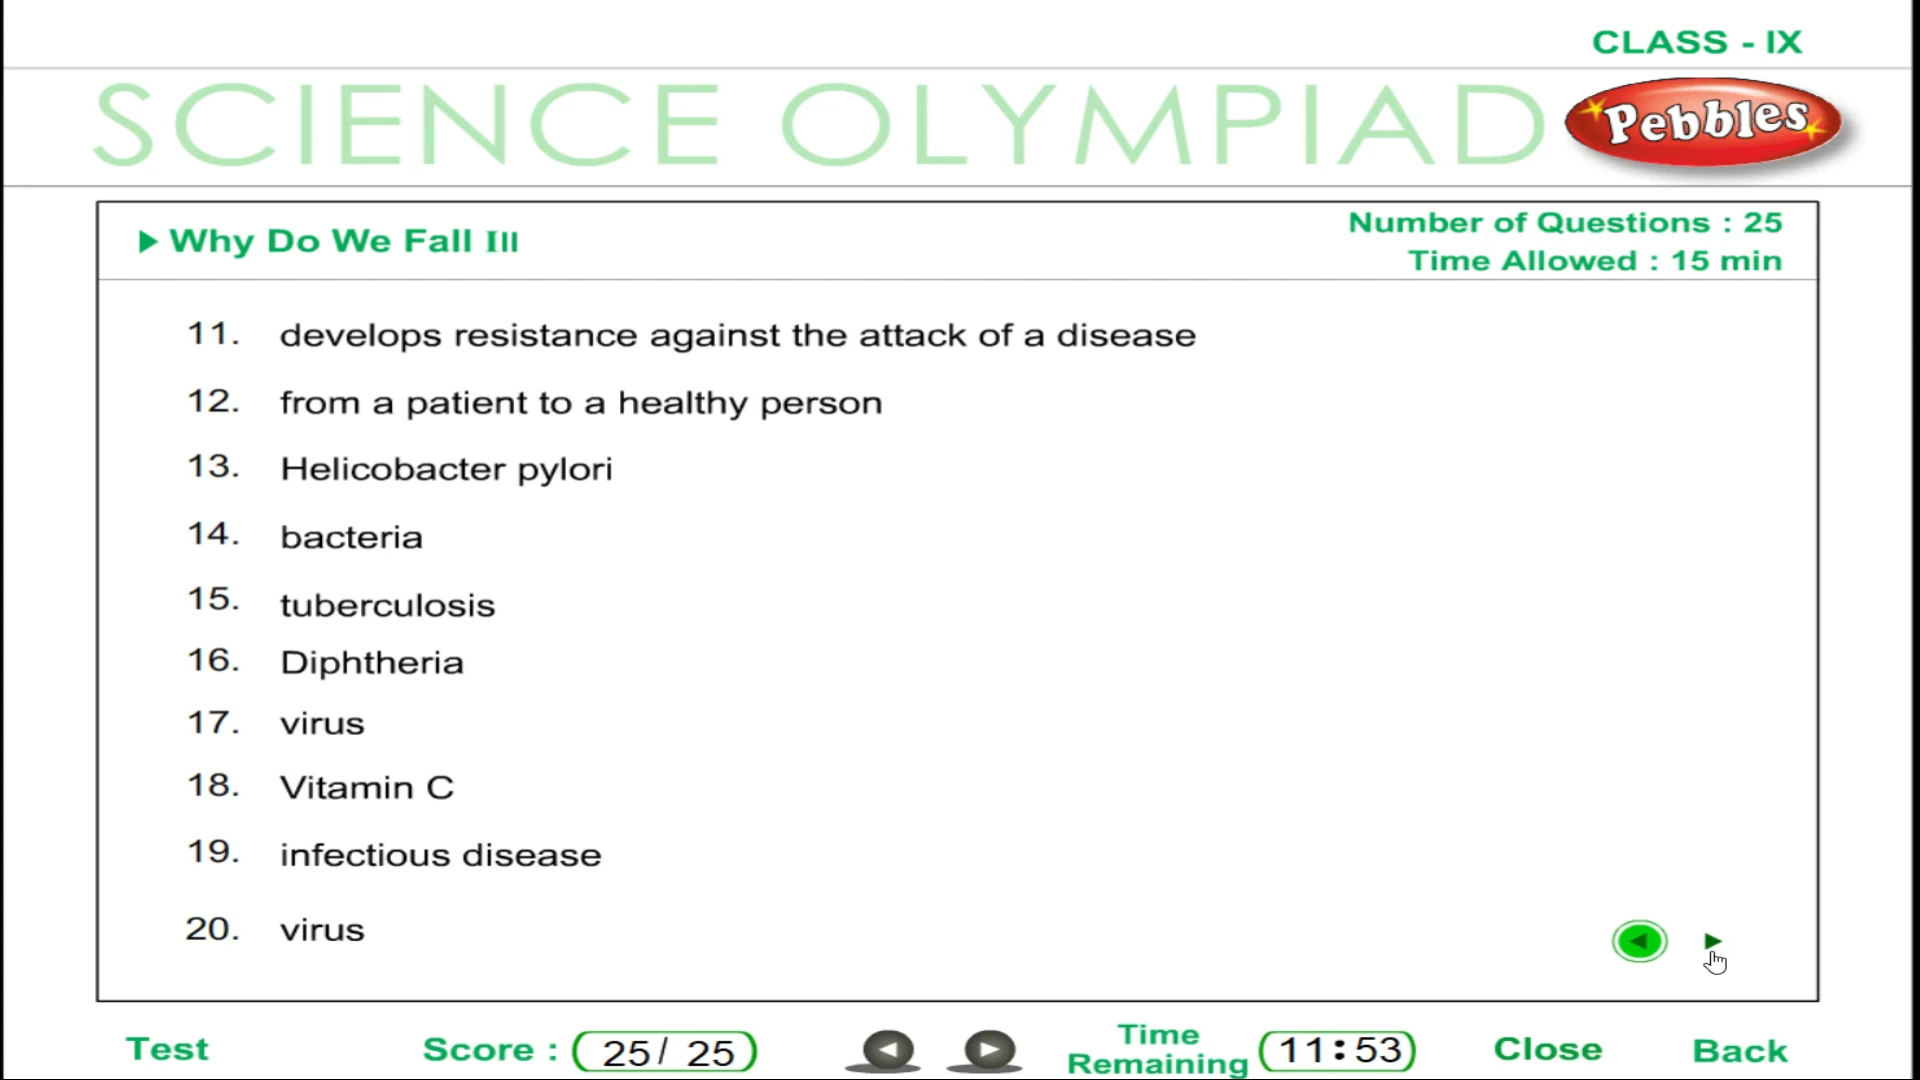 CLASS - IX
SCIENCE OLYMPIAD
Pebbles
Why Do We Fall Ill
Number of Questions : 25
Time Allowed : 15 min
11. develops resistance against the attack of a disease
12. from a patient to a healthy person
13. Helicobacter pylori
14. bacteria
15. tuberculosis
16. Diphtheria
17. virus
18. Vitamin C
19. infectious disease
20. virus
Test
Score : 25/ 25
Time Remaining 11:53
Close
Back